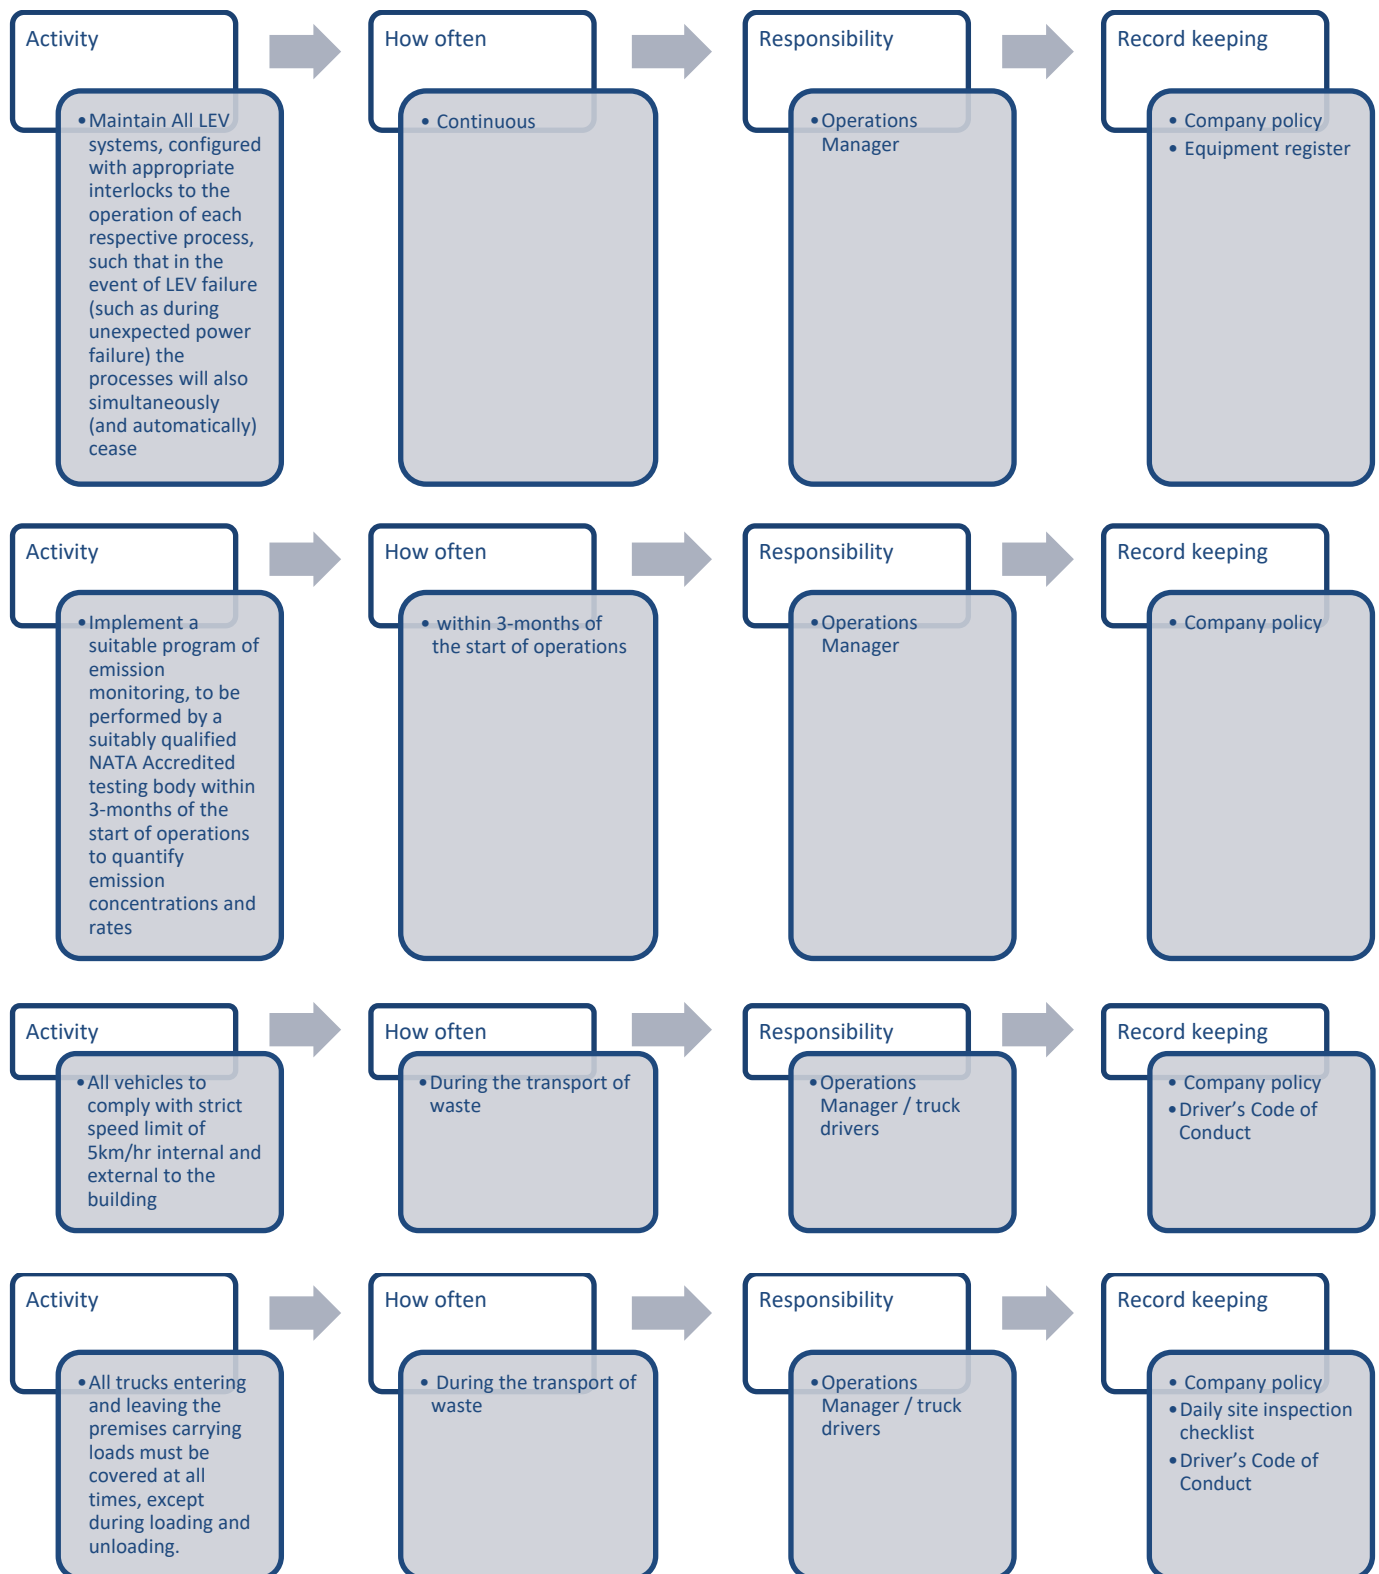 Activity
How often
Responsibility
Record keeping
•Maintain All LEV
systems, configured
with appropriate
interlocks to the
operation of each
respective process,
such that in the
event of LEV failure
(such as during
unexpected power
failure) the
processes will also
simultaneously
(and automatically)
cease
• Continuous
•Operations
Manager
• Company policy
• Equipment register
Activity
How often
Responsibility
Record keeping
•Implement a
suitable program of
emission
monitoring, to be
performed by a
suitably qualified
NATA Accredited
testing body within
3-months of the
start of operations
to quantify
emission
concentrations and
rates
• within 3-months of
the start of operations
•Operations
Manager
• Company policy
Activity
How often
Responsibility
Record keeping
•All vehicles to
comply with strict
speed limit of
5km/hr internal and
external to the
building
•During the transport of
waste
•Operations
Manager / truck
drivers
• Company policy
•Driver’s Code of
Conduct
Activity
How often
Responsibility
Record keeping
•All trucks entering
and leaving the
premises carrying
loads must be
covered at all
times, except
during loading and
unloading.
• During the transport of
waste
•Operations
Manager / truck
drivers
• Company policy
•Daily site inspection
checklist
•Driver’s Code of
Conduct